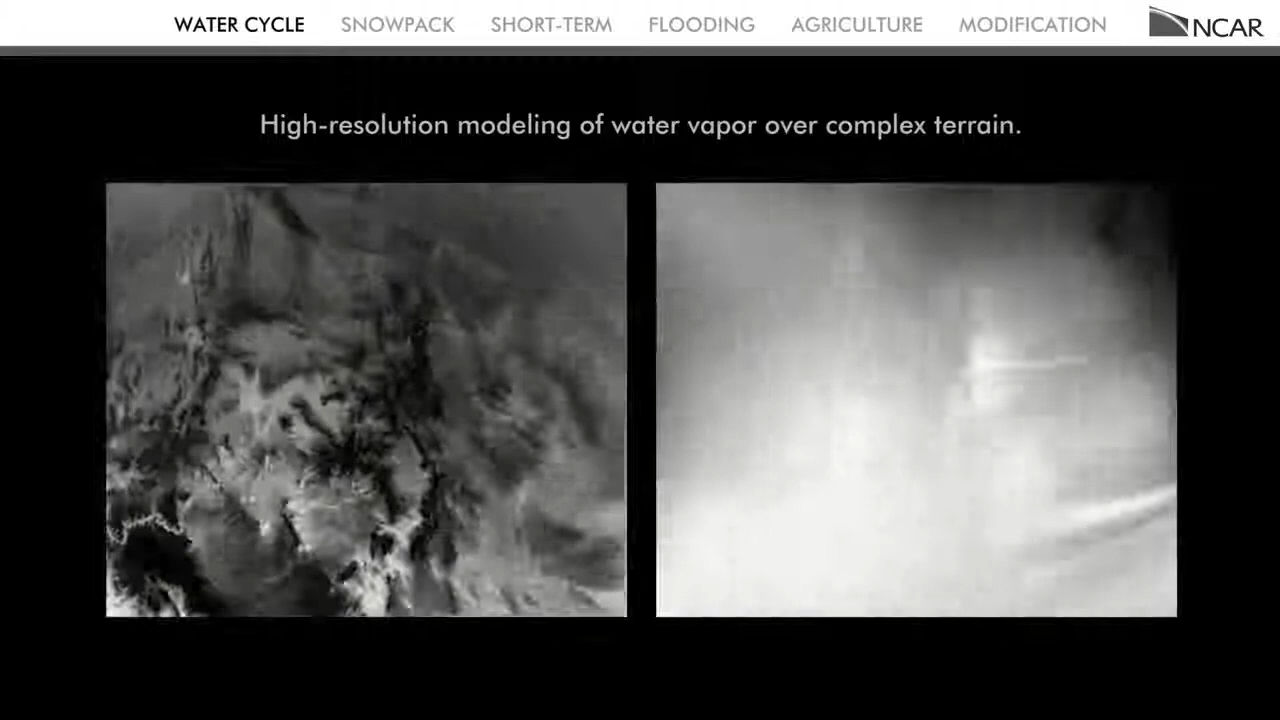 WATER CYCLE SNOWPACK SHORT-TERM FLOODING AGRICULTURE MODIFICATION NCAR
High-resolution modeling of water vapor over complex terrain.